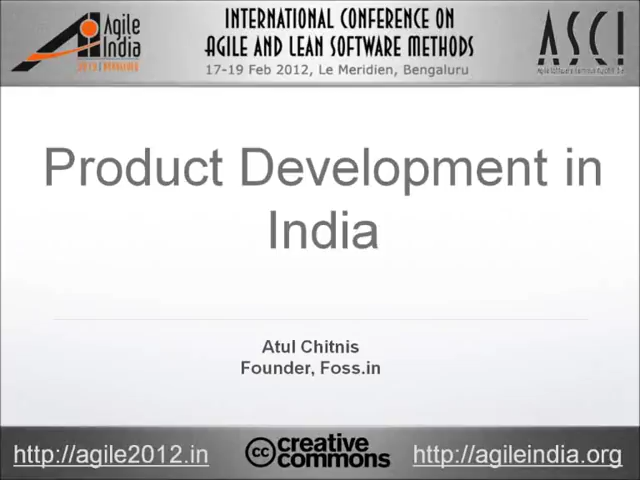 Agile
India
INTERNATIONAL CONFERENCE ON
AGILE AND LEAN SOFTWARE METHODS
17-19 Feb 2012, Le Meridien, Bengaluru
ASCI
Product Development in
India
Atul Chitnis
Founder, Foss.in
http://agile2012.in
cc creative
commons
http://agileindia.org